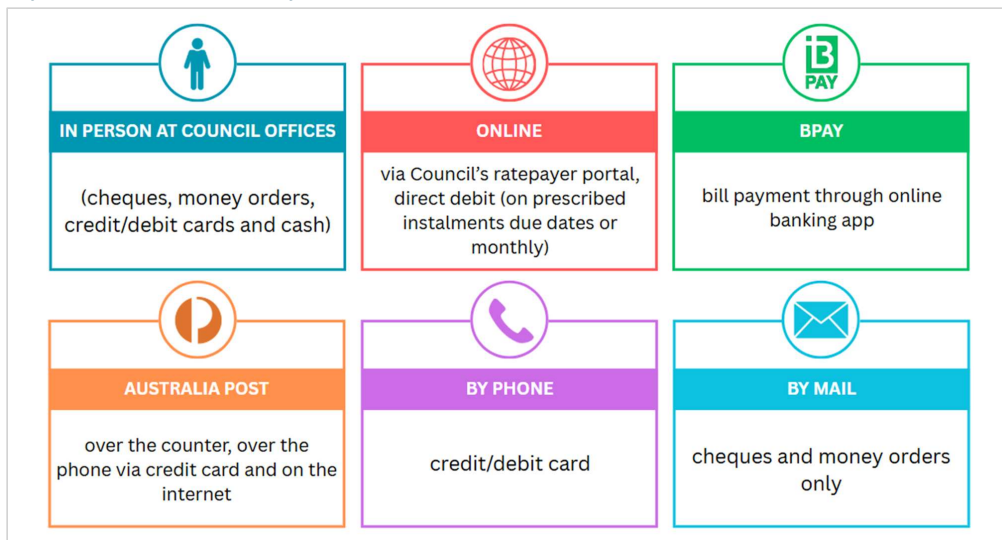 IN PERSON AT COUNCIL OFFICES
(cheques, money orders,
credit/debit cards and cash)
ONLINE
via Council's ratepayer portal,
direct debit (on prescribed
instalments due dates or
monthly)
B
PAY
BPAY
bill payment through online
banking app
AUSTRALIA POST
over the counter, over the
phone via credit card and on the
internet
BY PHONE
credit/debit card
BY MAIL
cheques and money orders
only